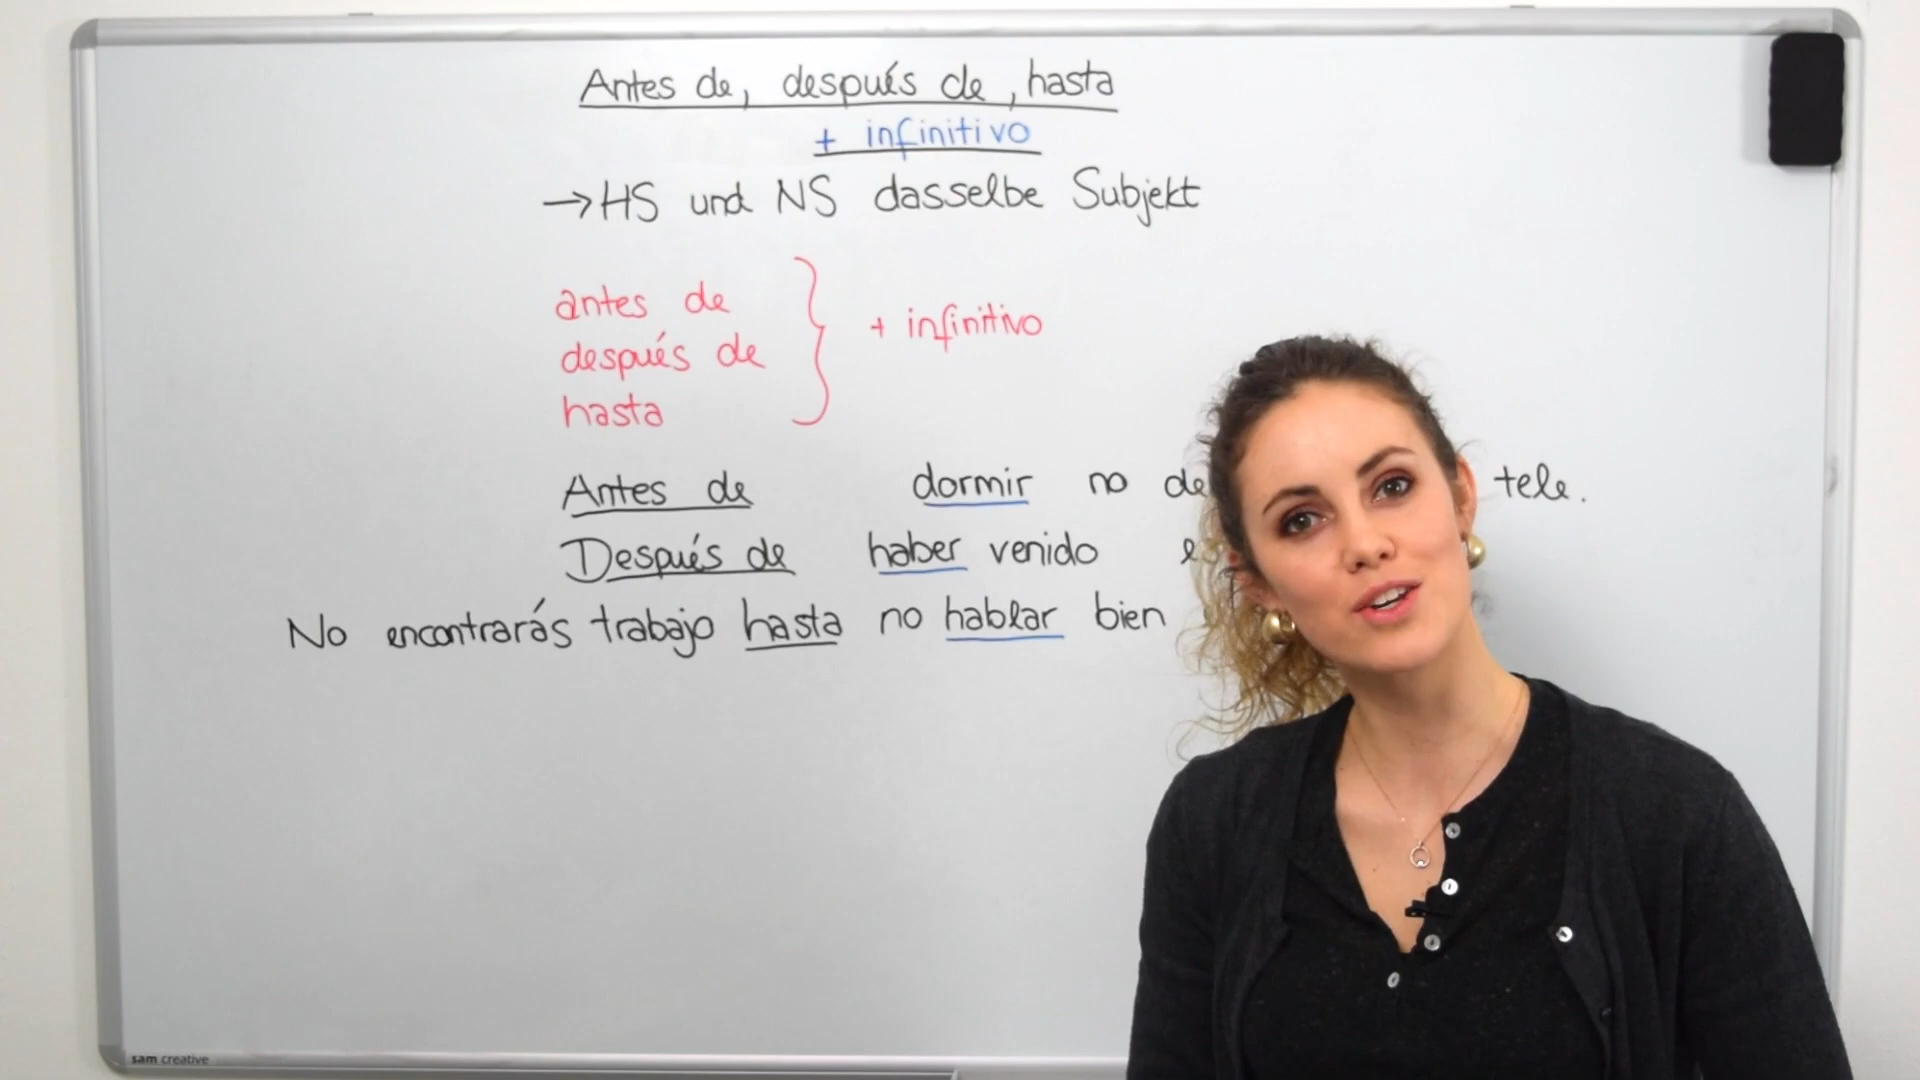 Antes de, después de, hasta
+ infinitivo
→ HS und NS dasselbe Subjekt
antes de
después de
hasta
+ infinitivo
Antes de dormir no de tele.
Después de haber venido
No encontrarás trabajo hasta no hablar bien
sam creative